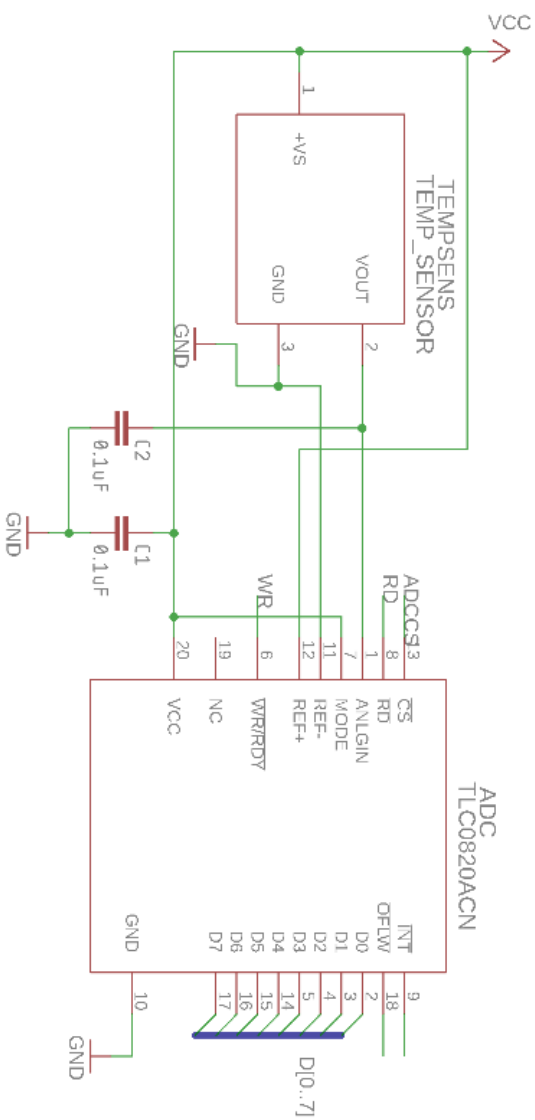 VCC
1
+VS
TEMPSENS
TEMP_SENSOR
VOUT
GND
2
3
GND
C2
0.1uF
C1
0.1uF
GND
WR
RD
ADCCS
13
8
1
7
11
12
6
19
20
CS
RD
ANLGIN
MODE
REF-
REF+
WR/RDY
NC
VCC
ADC
TLC0820ACN
INT
OFLW
D0
D1
D2
D3
D4
D5
D6
D7
GND
9
18
2
3
4
5
14
15
16
17
10
D[0..7]
GND